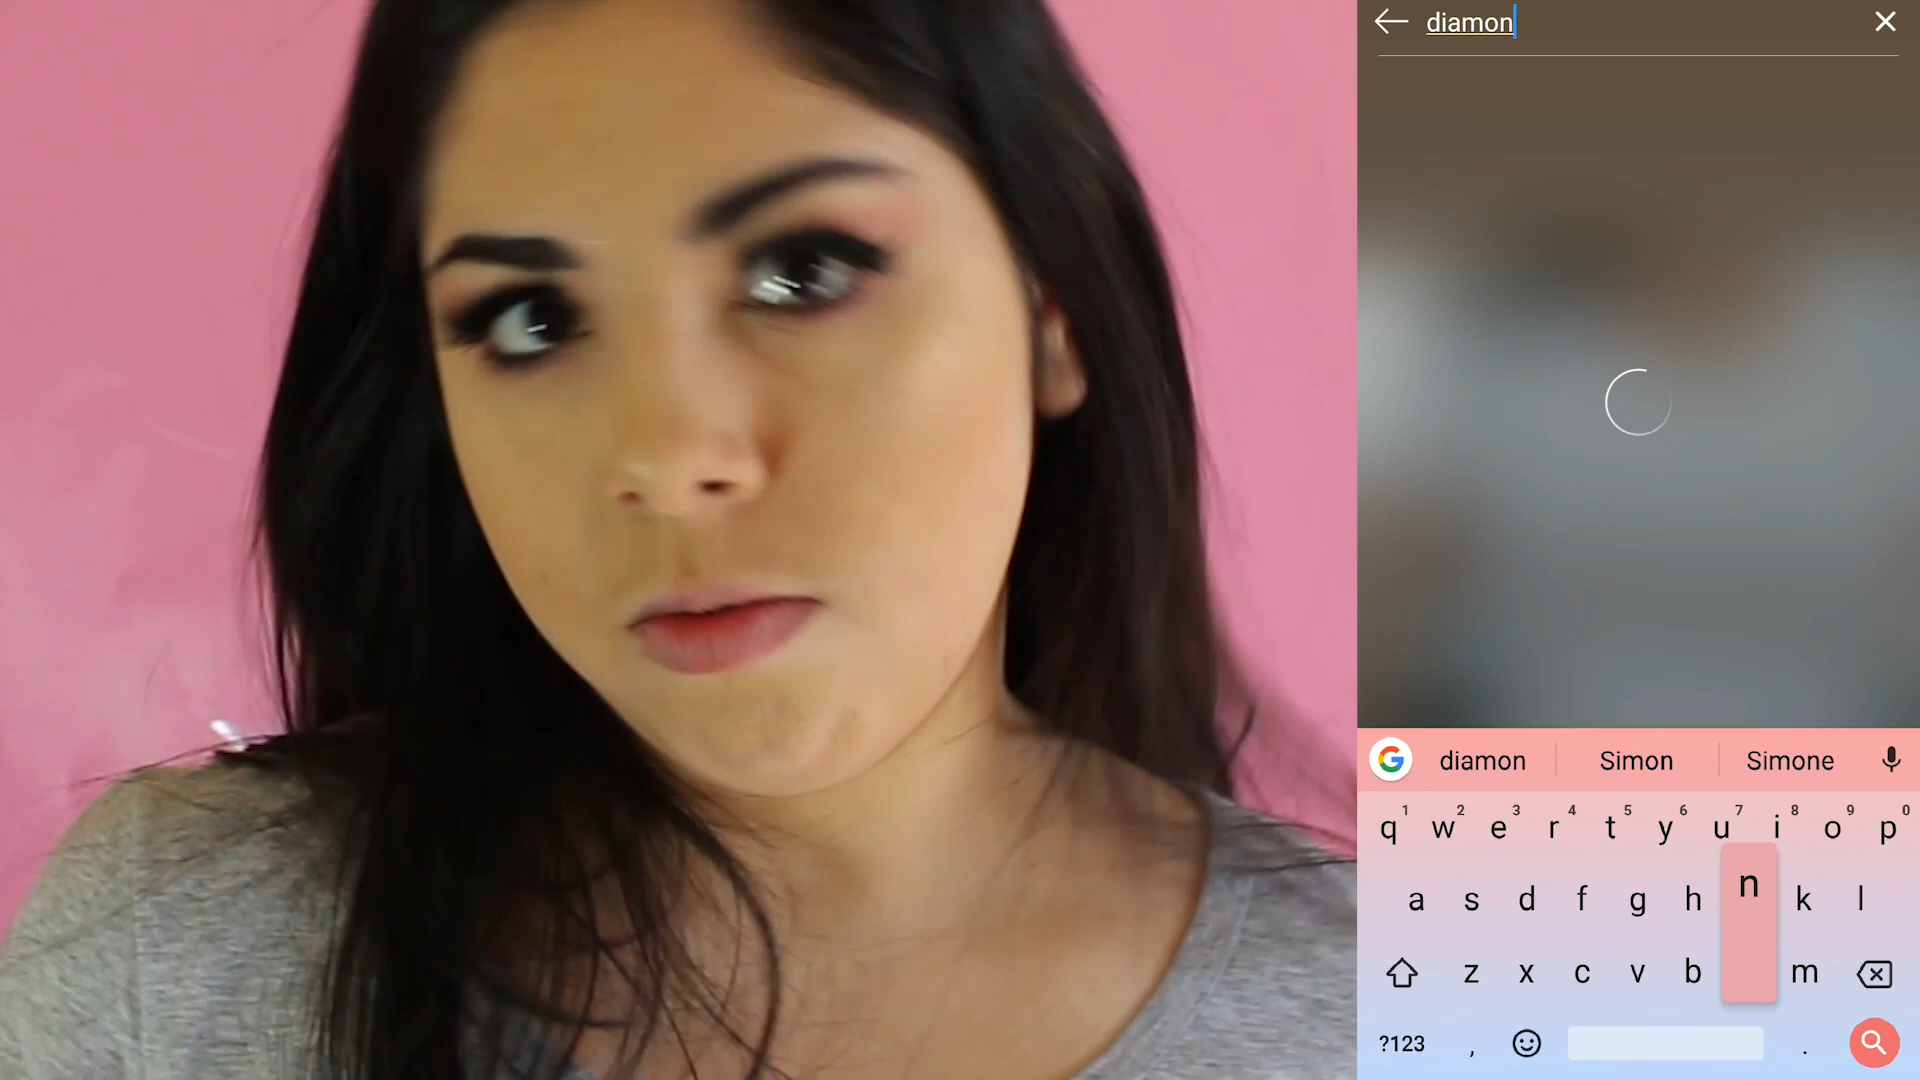 diamon
diamon Simon Simone
1 2 3 4 5 6 7 8 9 0
q w e r t y u i o p
a s d f g h n k l
z x c v b m
?123 , .